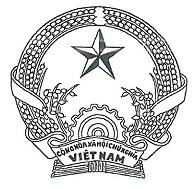 CỘNG HÒA XÃ HỘI CHỦ NGHĨA
VIỆT NAM